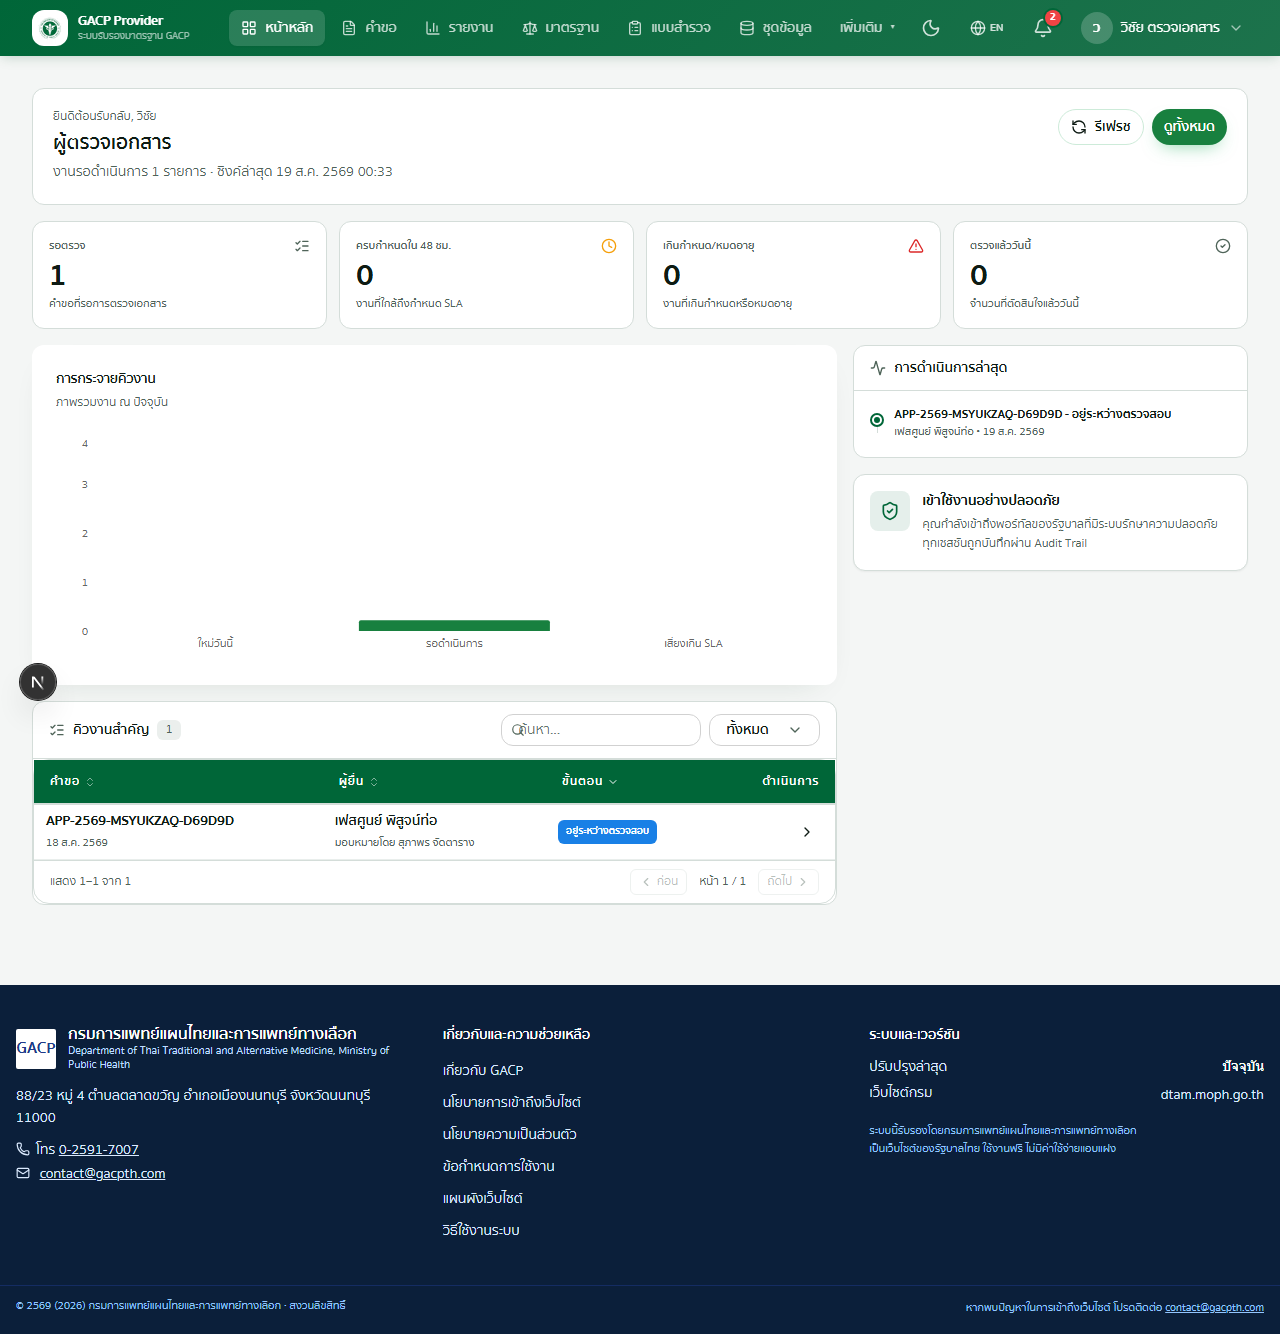 GACP Provider
ระบบรับรองมาตรฐาน GACP
หน้าหลัก
คำขอ
รายงาน
มาตรฐาน
แบบสำรวจ
ชุดข้อมูล
เพิ่มเติม
EN
2
ว
วิชัย ตรวจเอกสาร
ยินดีต้อนรับกลับ, วิชัย
ผู้ตรวจเอกสาร
งานรอดำเนินการ 1 รายการ · ซิงค์ล่าสุด 19 ส.ค. 2569 00:33
รีเฟรช
ดูทั้งหมด
รอตรวจ
1
คำขอที่รอการตรวจเอกสาร
ครบกำหนดใน 48 ชม.
0
งานที่ใกล้ถึงกำหนด SLA
เกินกำหนด/หมดอายุ
0
งานที่เกินกำหนดหรือหมดอายุ
ตรวจแล้ววันนี้
0
จำนวนที่ตัดสินใจแล้ววันนี้
การกระจายคิวงาน
ภาพรวมงาน ณ ปัจจุบัน
4
3
2
1
0
ใหม่วันนี้
รอดำเนินการ
เสี่ยงเกิน SLA
การดำเนินการล่าสุด
APP-2569-MSYUKZAQ-D69D9D - อยู่ระหว่างตรวจสอบ
เฟสศูนย์ พิสูจน์ท่อ • 19 ส.ค. 2569
เข้าใช้งานอย่างปลอดภัย
คุณกำลังเข้าถึงพอร์ทัลของรัฐบาลที่มีระบบรักษาความปลอดภัย
ทุกเซสชันถูกบันทึกผ่าน Audit Trail
N
คิวงานสำคัญ
1
ค้นหา...
ทั้งหมด
คำขอ
ผู้ยื่น
ขั้นตอน
ดำเนินการ
APP-2569-MSYUKZAQ-D69D9D
18 ส.ค. 2569
เฟสศูนย์ พิสูจน์ท่อ
มอบหมายโดย สุภาพร จัดตาราง
อยู่ระหว่างตรวจสอบ
แสดง 1–1 จาก 1
ก่อน
หน้า 1 / 1
ถัดไป
GACP
กรมการแพทย์แผนไทยและการแพทย์ทางเลือก
Department of Thai Traditional and Alternative Medicine, Ministry of
Public Health
88/23 หมู่ 4 ตำบลตลาดขวัญ อำเภอเมืองนนทบุรี จังหวัดนนทบุรี
11000
โทร 0-2591-7007
contact@gacpth.com
เกี่ยวกับและความช่วยเหลือ
เกี่ยวกับ GACP
นโยบายการเข้าถึงเว็บไซต์
นโยบายความเป็นส่วนตัว
ข้อกำหนดการใช้งาน
แผนผังเว็บไซต์
วิธีใช้งานระบบ
ระบบและเวอร์ชัน
ปรับปรุงล่าสุด
ปัจจุบัน
เว็บไซต์กรม
dtam.moph.go.th
ระบบนี้รับรองโดยกรมการแพทย์แผนไทยและการแพทย์ทางเลือก
เป็นเว็บไซต์ของรัฐบาลไทย ใช้งานฟรี ไม่มีค่าใช้จ่ายแอบแฝง
© 2569 (2026) กรมการแพทย์แผนไทยและการแพทย์ทางเลือก · สงวนลิขสิทธิ์
หากพบปัญหาในการเข้าถึงเว็บไซต์ โปรดติดต่อ contact@gacpth.com